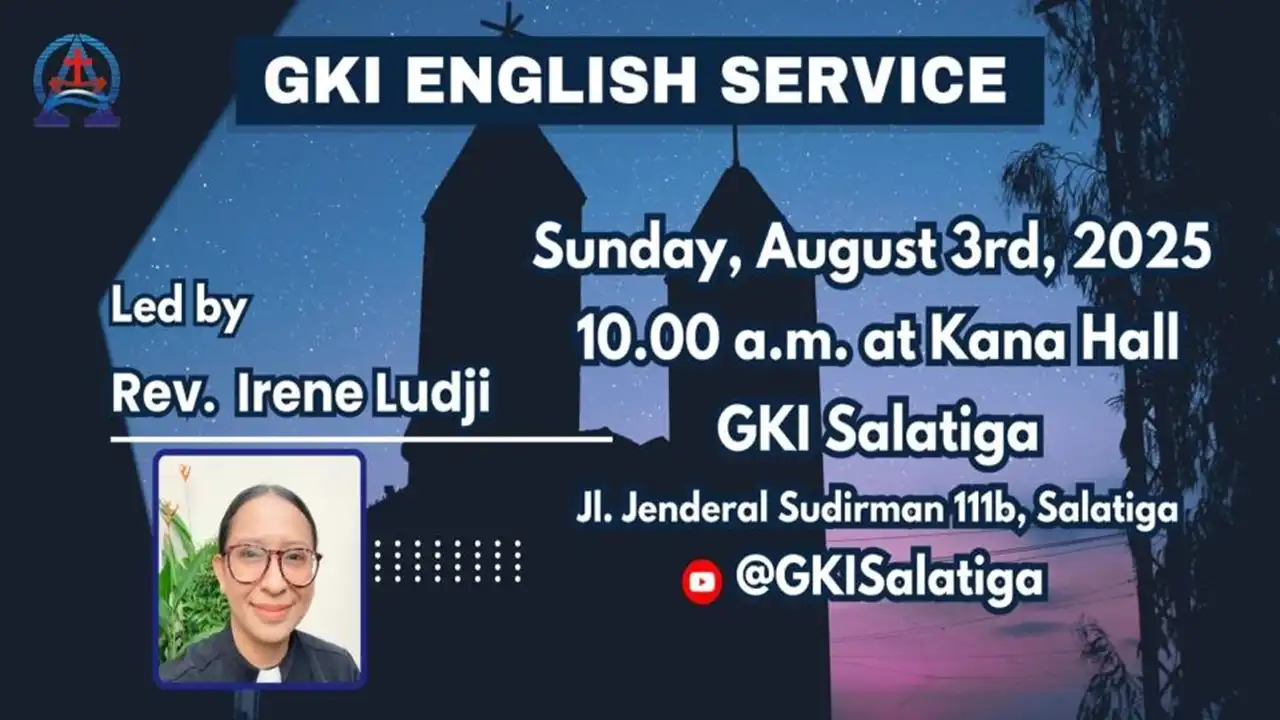 GKI ENGLISH SERVICE
Led by
Rev. Irene Ludji
Sunday, August 3rd, 2025
10.00 a.m. at Kana Hall
GKI Salatiga
Jl. Jenderal Sudirman 111b, Salatiga
@GKISalatiga